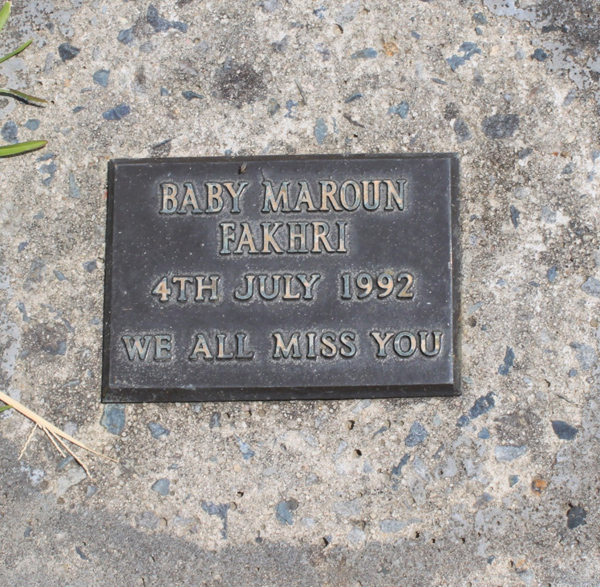 BABY MAROUN
FAKHRI
4TH JULY 1992
WE ALL MISS YOU